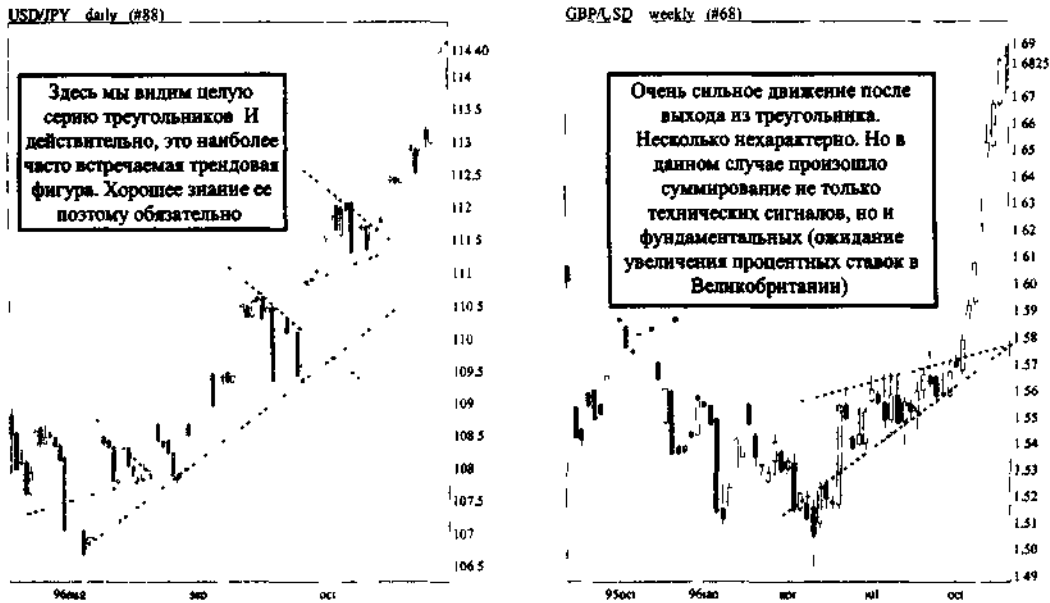 USD/JPY daily (#88)
114 40
114
Здесь мы видим целую
серию треугольников И
действительно, это наиболее
часто встречаемая трендовая
фигура. Хорошее знание ее
поэтому обязательно
113 5
113
112 5
112
111 5
111
110 5
110
109 5
109
108 5
108
107 5
107
106 5
sep
oct
GBP/USD weekly (#68)
1 69
1 6825
Очень сильное движение после
выхода из треугольника.
Несколько нехарактерно. Но в
данном случае произошло
суммирование не только
технических сигналов, но и
фундаментальных (ожидание
увеличения процентных ставок в
Великобритании)
1 67
1 66
1 65
1 64
1 63
1 62
1 61
1 60
1 59
1 58
1 57
1 56
1 55
1 54
1 53
1 52
1 51
1 50
1 49
95oct
apr
jul
oct